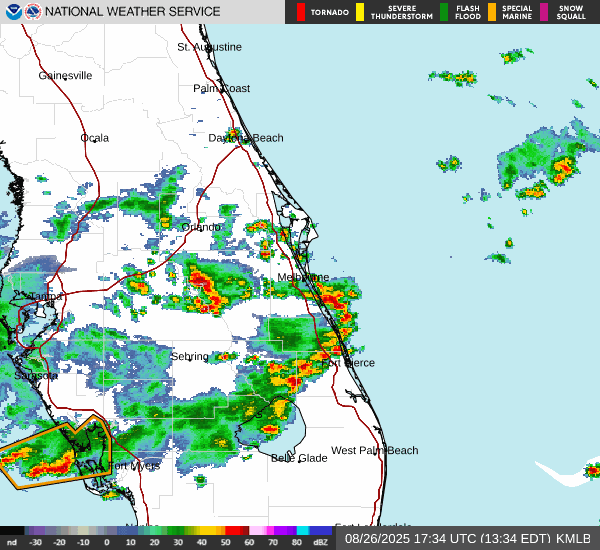 NATIONAL WEATHER SERVICE
TORNADO
SEVERE THUNDERSTORM
FLASH FLOOD
SPECIAL MARINE
SNOW SQUALL
St. Augustine
Gainesville
Palm Coast
Ocala
Daytona Beach
Orlando
Melbourne
Tampa
Sebring
Fort Pierce
Sarasota
West Palm Beach
Belle Glade
Fort Myers
nd -30 -20 -10 0 10 20 30 40 50 60 70 80 dBZ
08/26/2025 17:34 UTC (13:34 EDT) KMLB